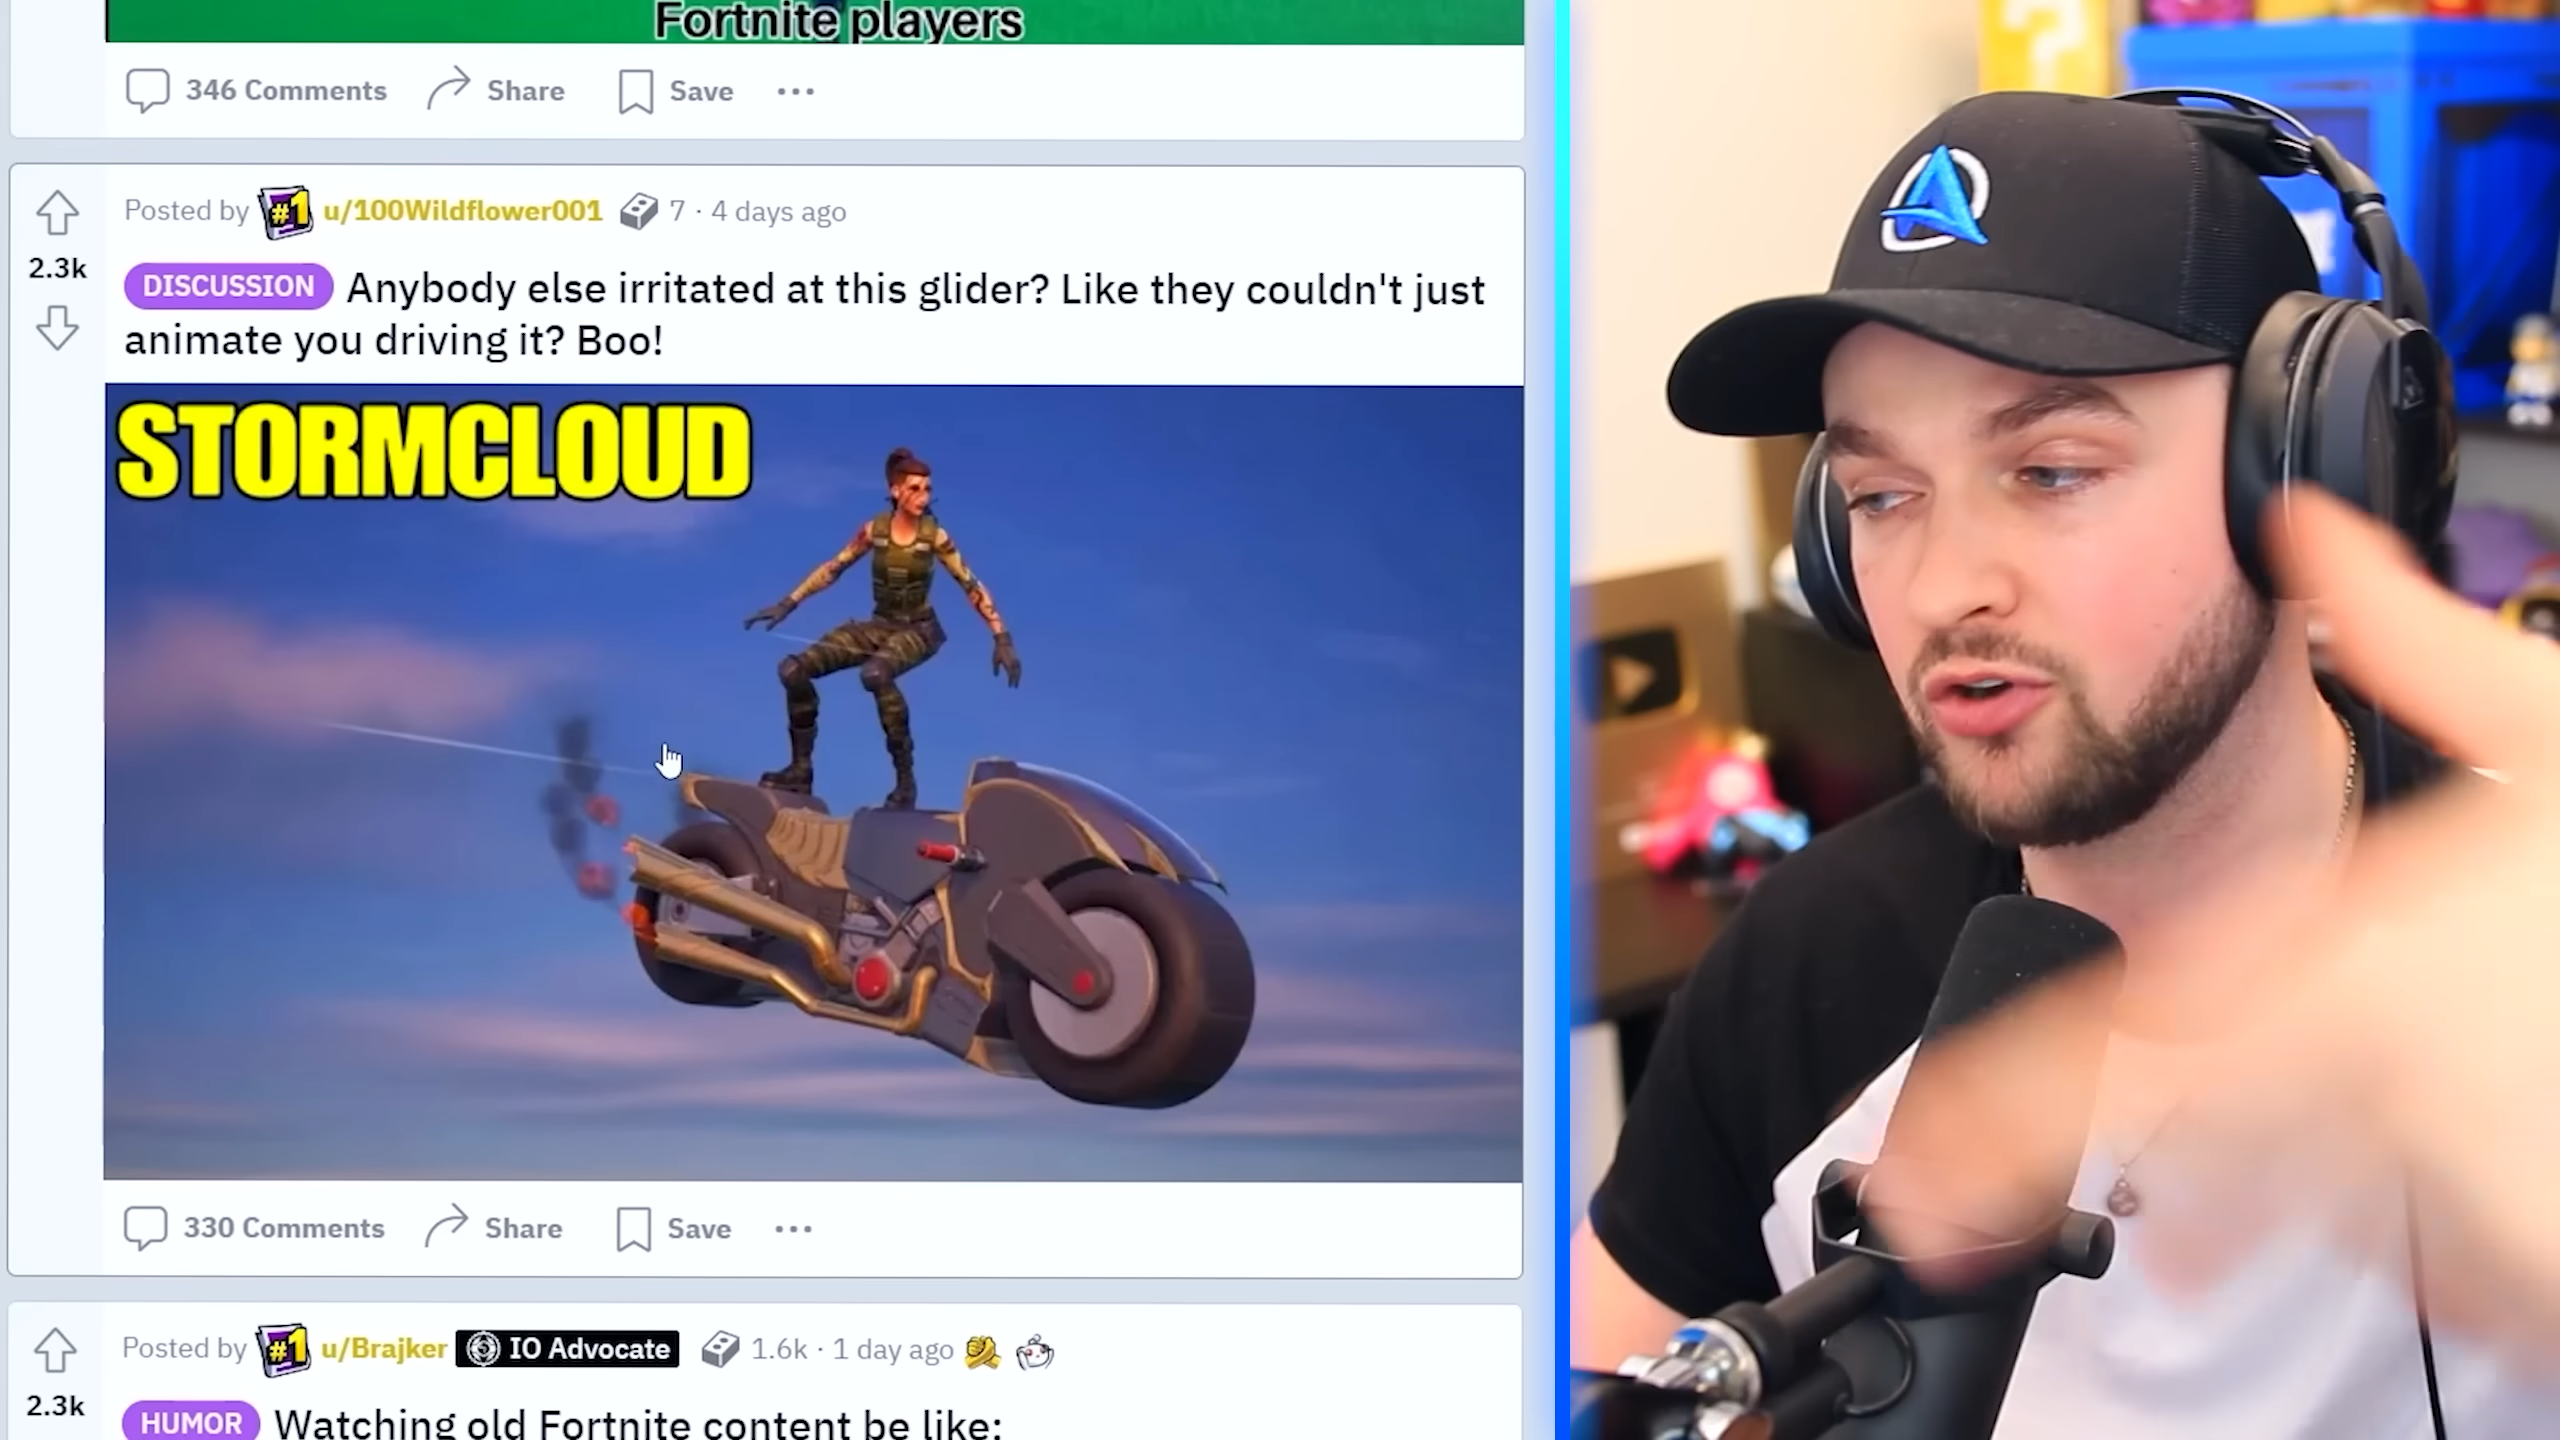 Fortnite players
346 Comments Share Save
Posted by #1 u/100Wildflower001 7 · 4 days ago
2.3k
DISCUSSION Anybody else irritated at this glider? Like they couldn't just
animate you driving it? Boo!
STORMCLOUD
330 Comments Share Save
Posted by #1 u/Brajker IO Advocate 1.6k · 1 day ago
2.3k
HUMOR Watching old Fortnite content be like: